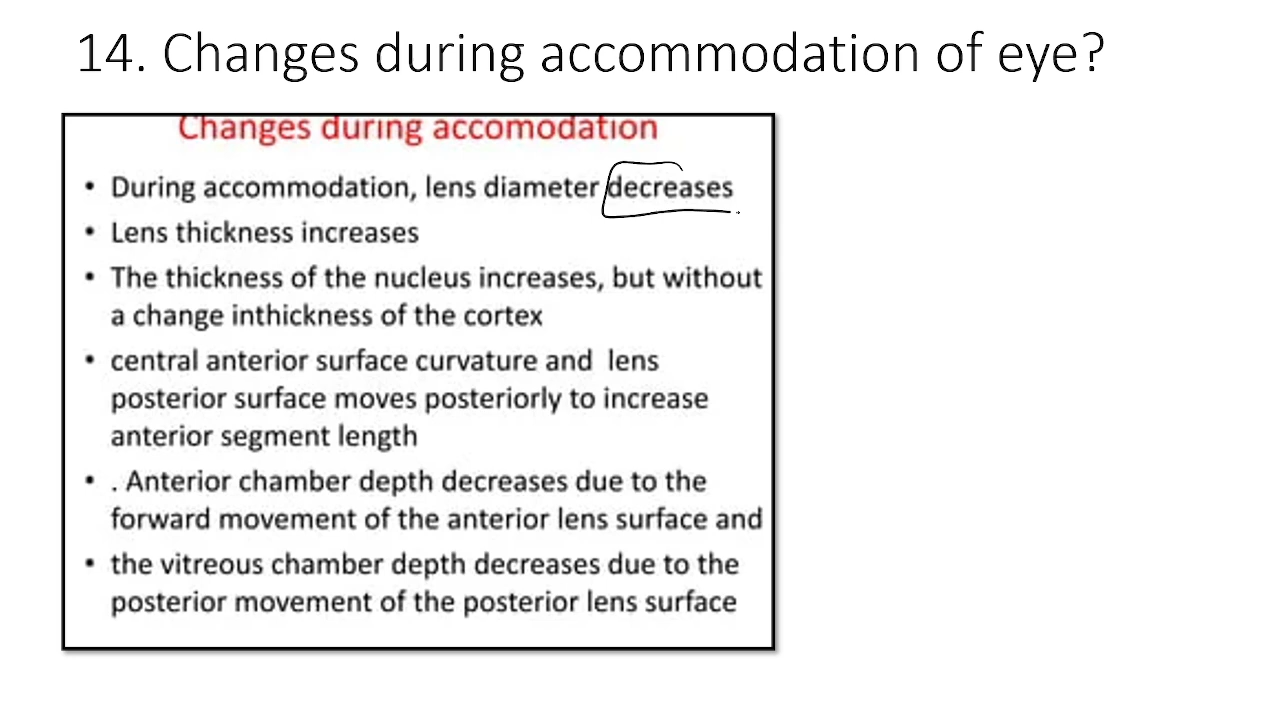 14. Changes during accommodation of eye?
Changes during accomodation
• During accommodation, lens diameter decreases
• Lens thickness increases
• The thickness of the nucleus increases, but without
a change inthickness of the cortex
• central anterior surface curvature and lens
posterior surface moves posteriorly to increase
anterior segment length
• . Anterior chamber depth decreases due to the
forward movement of the anterior lens surface and
• the vitreous chamber depth decreases due to the
posterior movement of the posterior lens surface